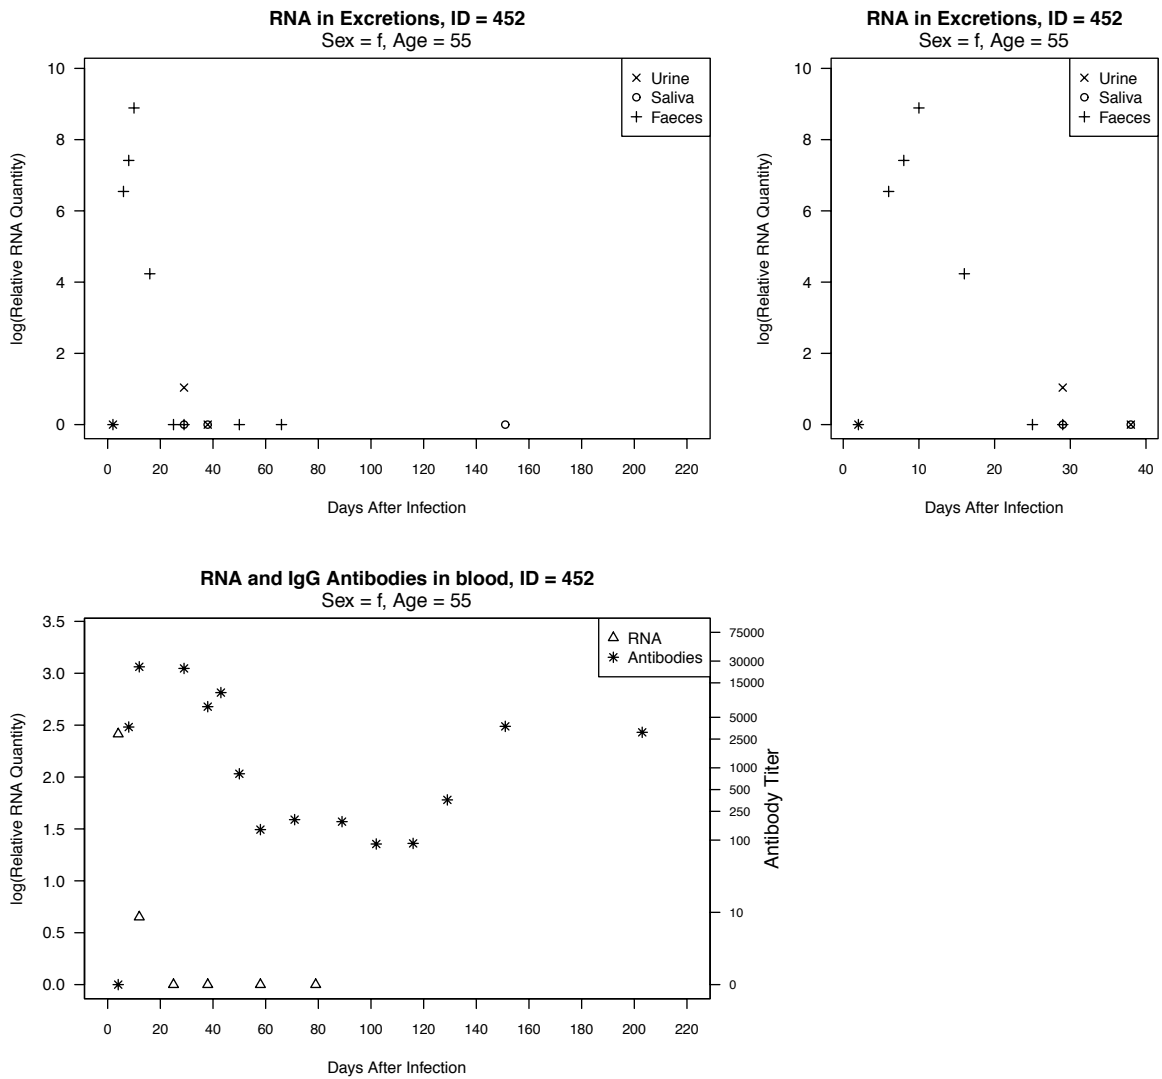 RNA in Excretions, ID = 452
Sex = f, Age = 55
Urine
Saliva
Faeces
log(Relative RNA Quantity)
10
8
6
4
2
0
0 20 40 60 80 100 120 140 160 180 200 220
Days After Infection
RNA in Excretions, ID = 452
Sex = f, Age = 55
Urine
Saliva
Faeces
log(Relative RNA Quantity)
10
8
6
4
2
0
0 10 20 30 40
Days After Infection
RNA and IgG Antibodies in blood, ID = 452
Sex = f, Age = 55
RNA
Antibodies
log(Relative RNA Quantity)
3.5
3.0
2.5
2.0
1.5
1.0
0.5
0.0
75000
30000
15000
5000
2500
1000
500
250
100
10
0
Antibody Titer
0 20 40 60 80 100 120 140 160 180 200 220
Days After Infection